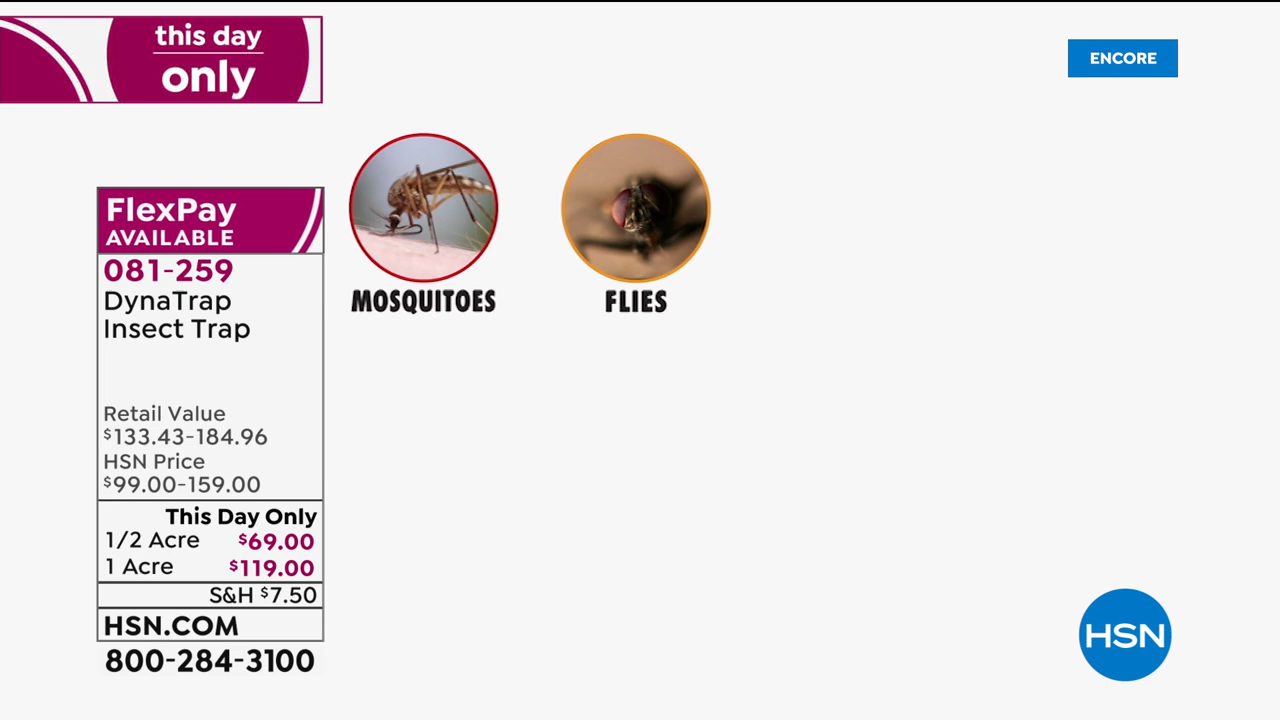 this day
only
ENCORE
FlexPay
AVAILABLE
081-259
DynaTrap
Insect Trap
Retail Value
$133.43-184.96
HSN Price
$99.00-159.00
This Day Only
1/2 Acre $69.00
1 Acre $119.00
S&H $7.50
HSN.COM
800-284-3100
MOSQUITOES
FLIES
HSN